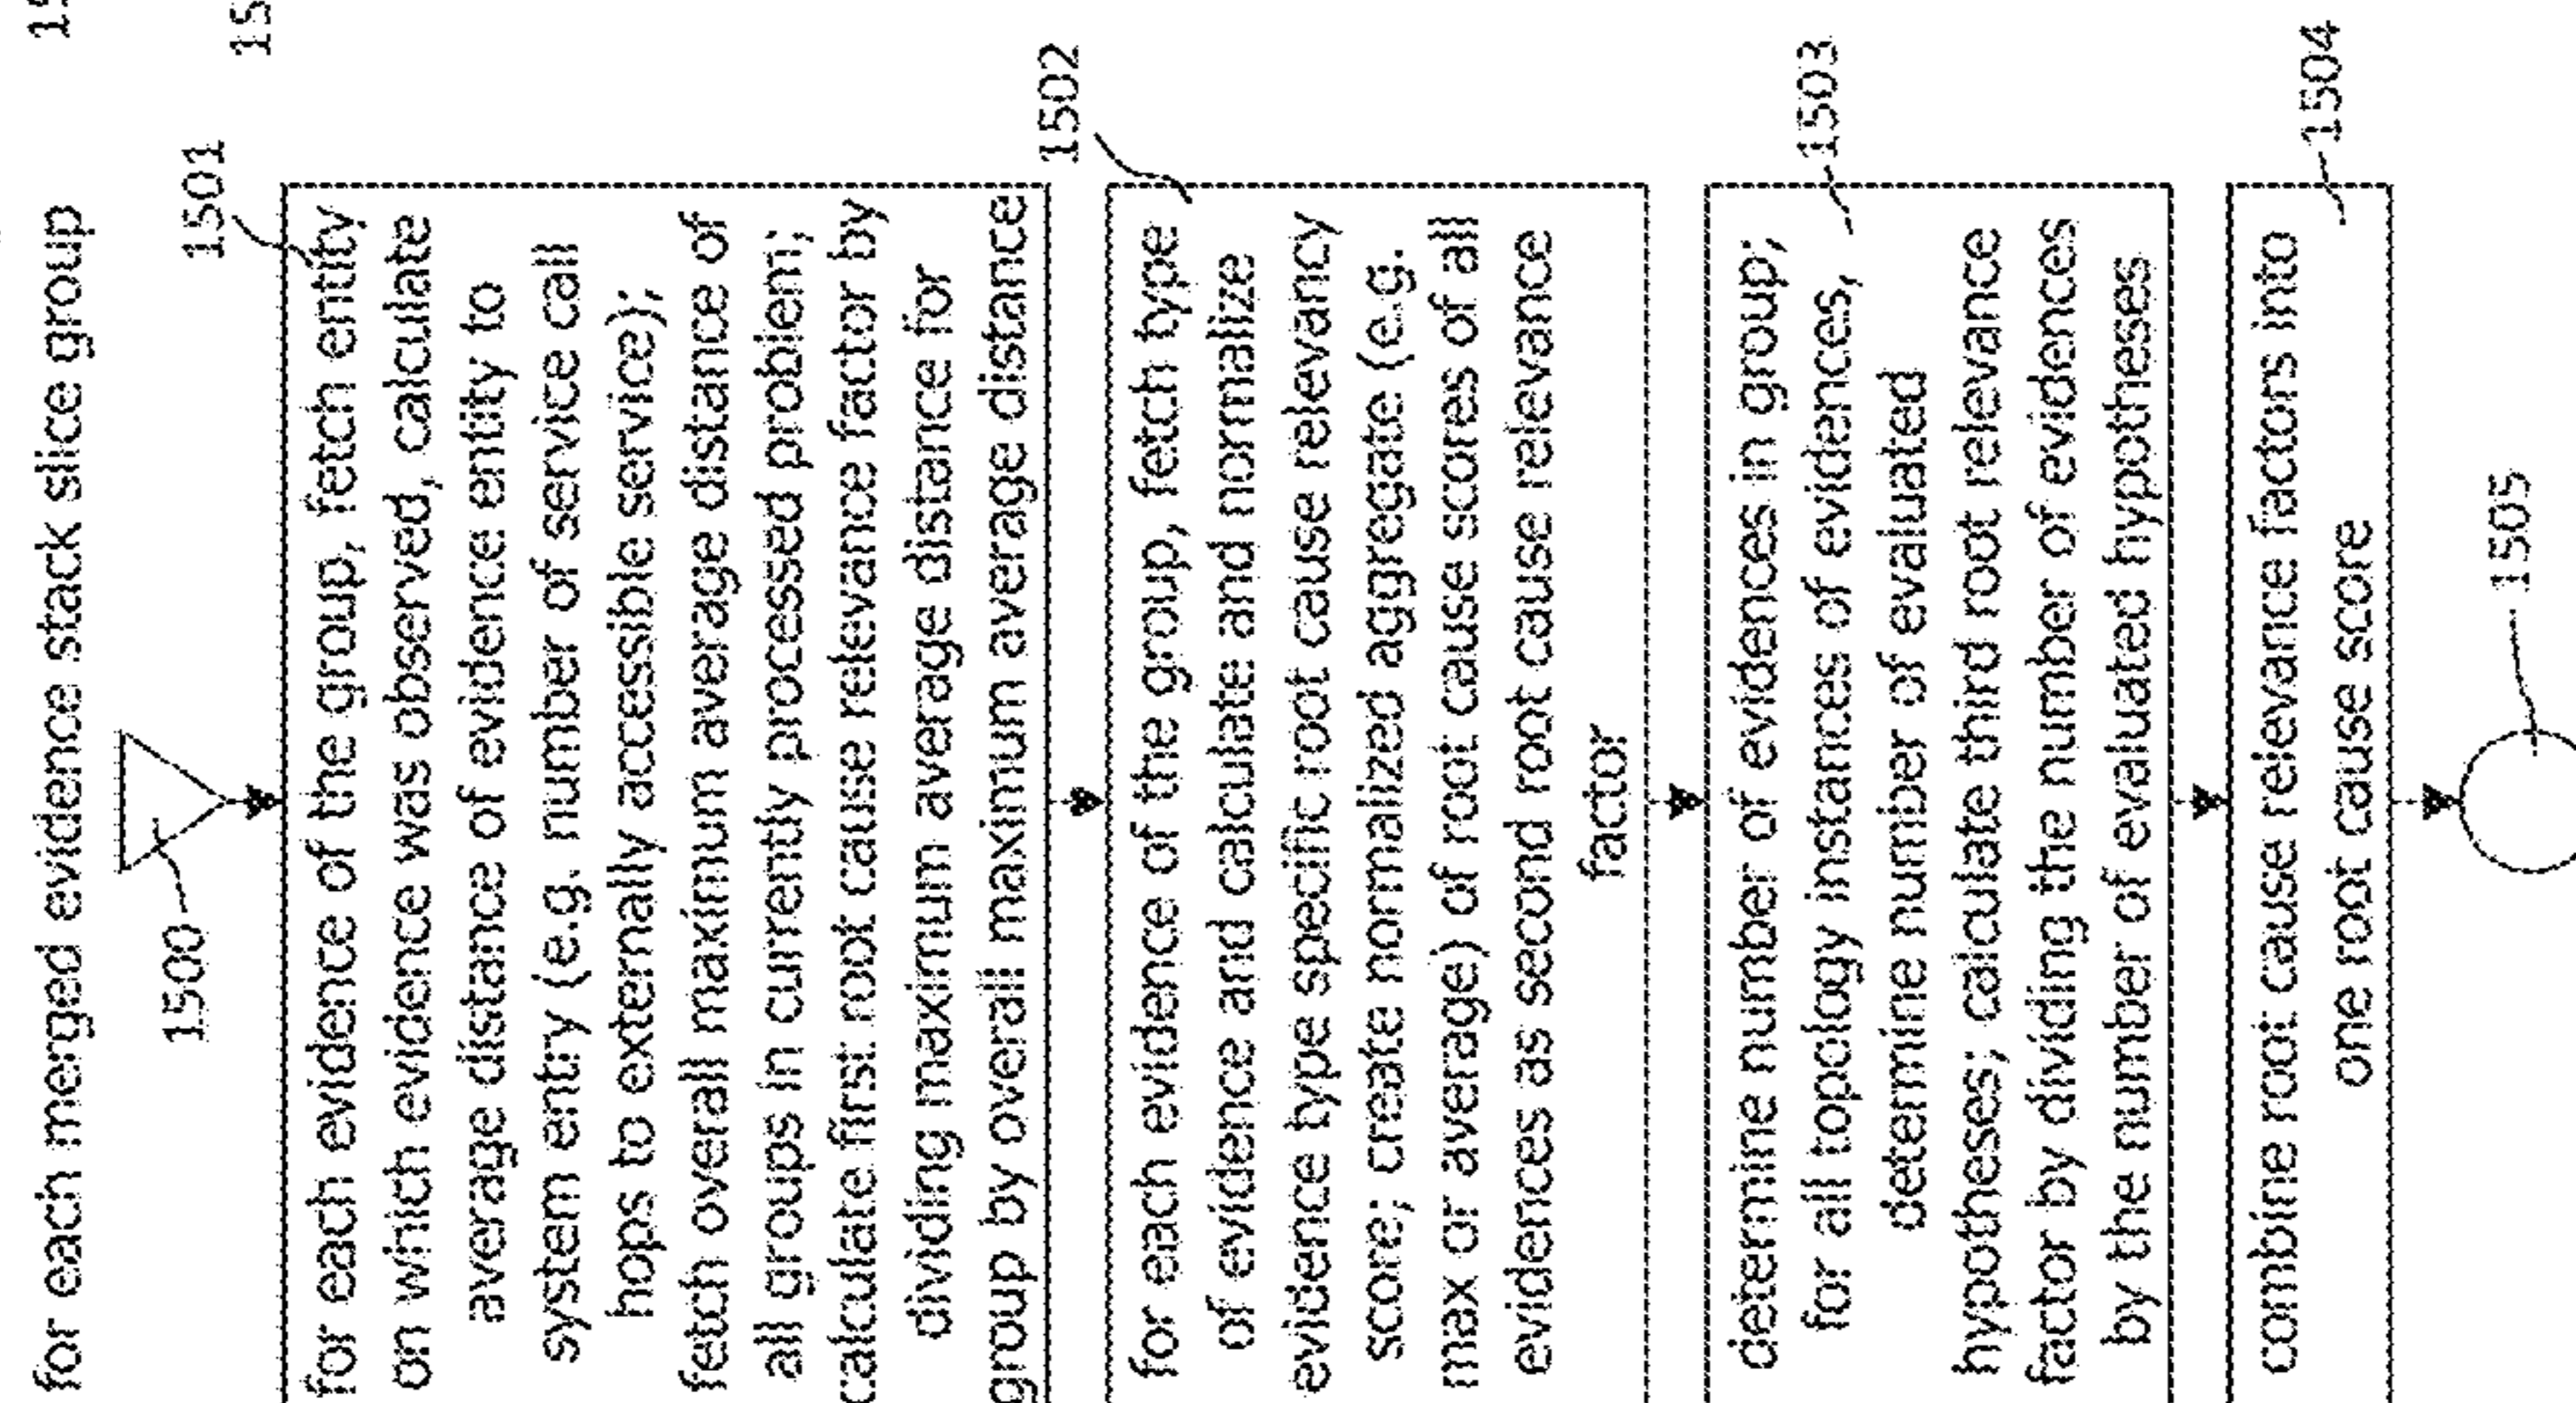 for each merged evidence stack slice group
1500
1501
for each evidence of the group, fetch entity
on which evidence was observed, calculate
average distance of evidence entity to
system entry (e.g. number of service call
hops to externally accessible service);
fetch overall maximum average distance of
all groups in currently processed problem;
calculate first root cause relevance factor by
dividing maximum average distance for
group by overall maximum average distance
1502
for each evidence of the group, fetch type
of evidence and calculate and normalize
evidence type specific root cause relevancy
score; create normalized aggregate (e.g.
max or average) of root cause scores of all
evidences as second root cause relevance
factor
1503
determine number of evidences in group;
for all topology instances of evidences,
determine number of evaluated
hypotheses; calculate third root relevance
factor by dividing the number of evidences
by the number of evaluated hypotheses
1504
combine root cause relevance factors into
one root cause score
1505